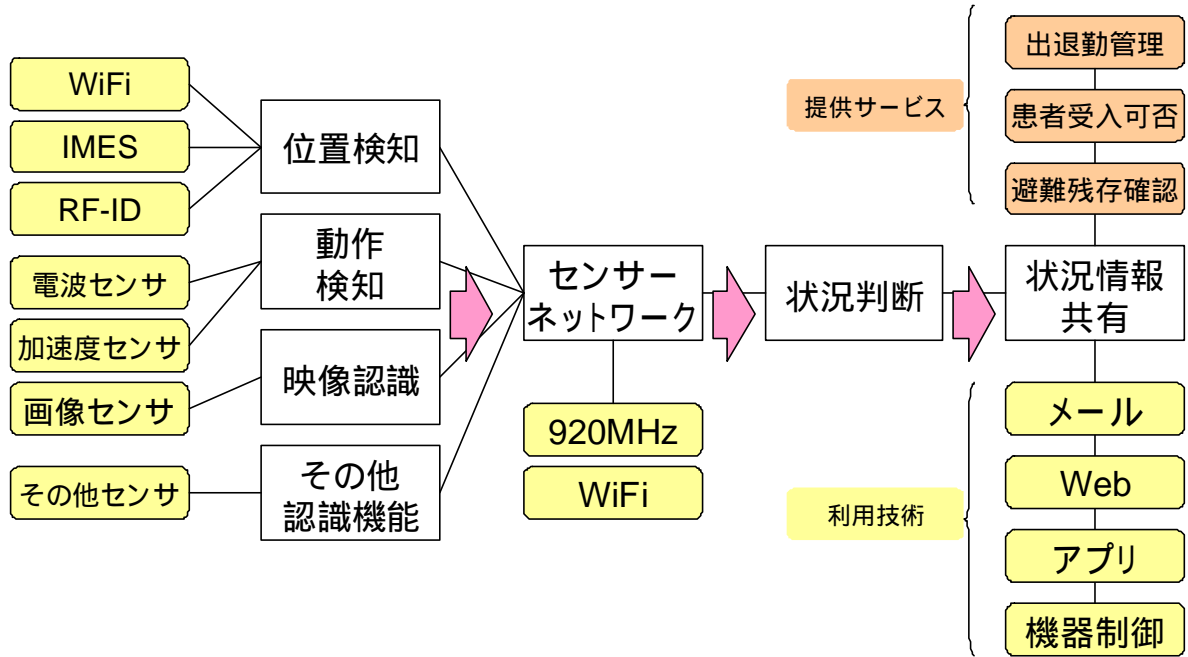 WiFi
IMES
RF-ID
電波センサ
加速度センサ
画像センサ
その他センサ
位置検知
動作
検知
映像認識
その他
認識機能
センサー
ネットワーク
920MHz
WiFi
状況判断
提供サービス
出退勤管理
患者受入可否
避難残存確認
状況情報
共有
利用技術
メール
Web
アプリ
機器制御